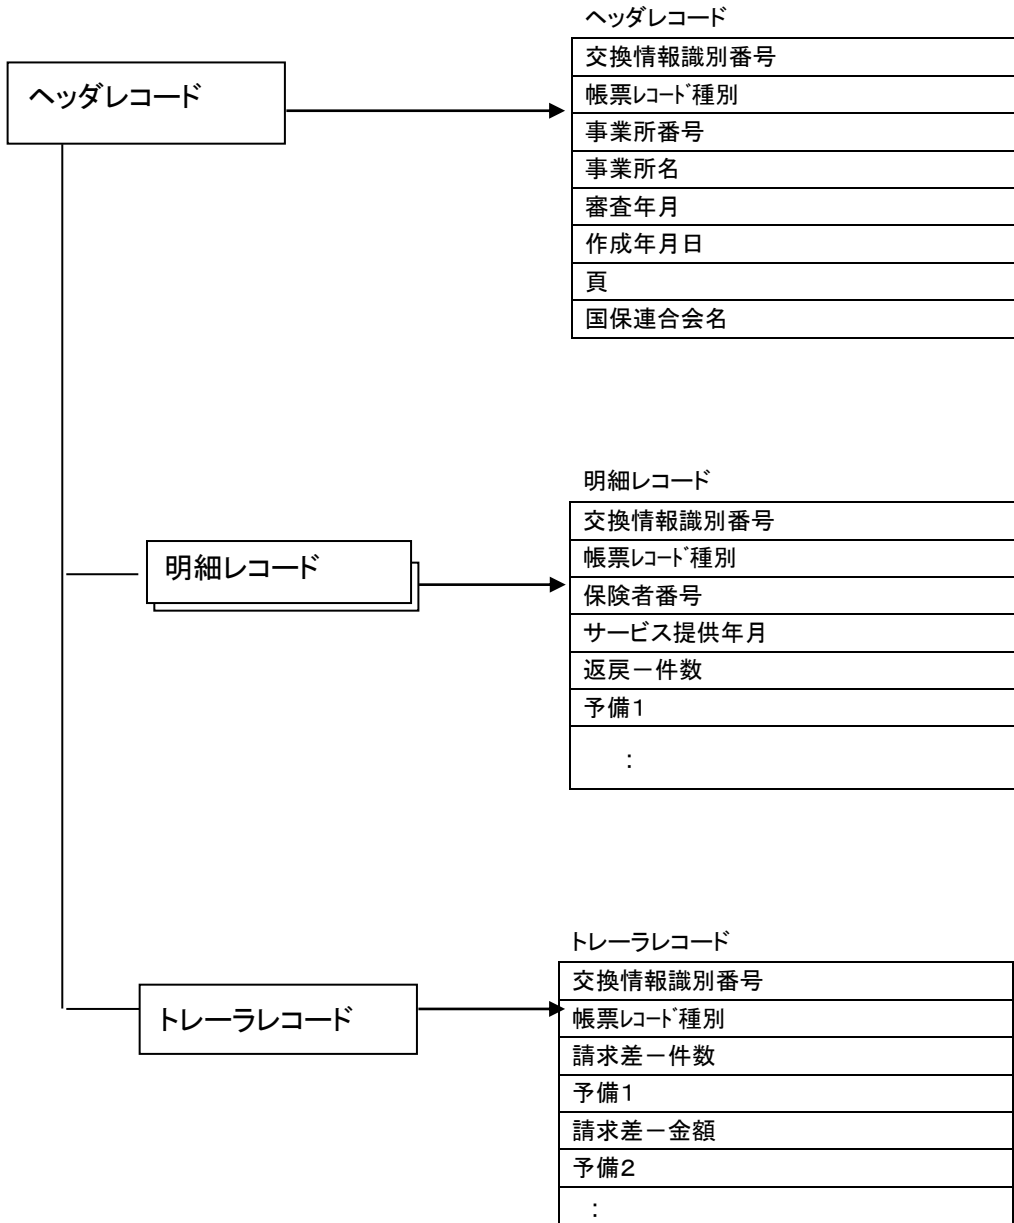 ヘッダレコード
ヘッダレコード
交換情報識別番号
帳票ﾚｺｰﾄﾞ種別
事業所番号
事業所名
審査年月
作成年月日
頁
国保連合会名
明細レコード
明細レコード
交換情報識別番号
帳票ﾚｺｰﾄﾞ種別
保険者番号
サービス提供年月
返戻－件数
予備1
：
トレーラレコード
トレーラレコード
交換情報識別番号
帳票ﾚｺｰﾄﾞ種別
請求差－件数
予備1
請求差－金額
予備２
：